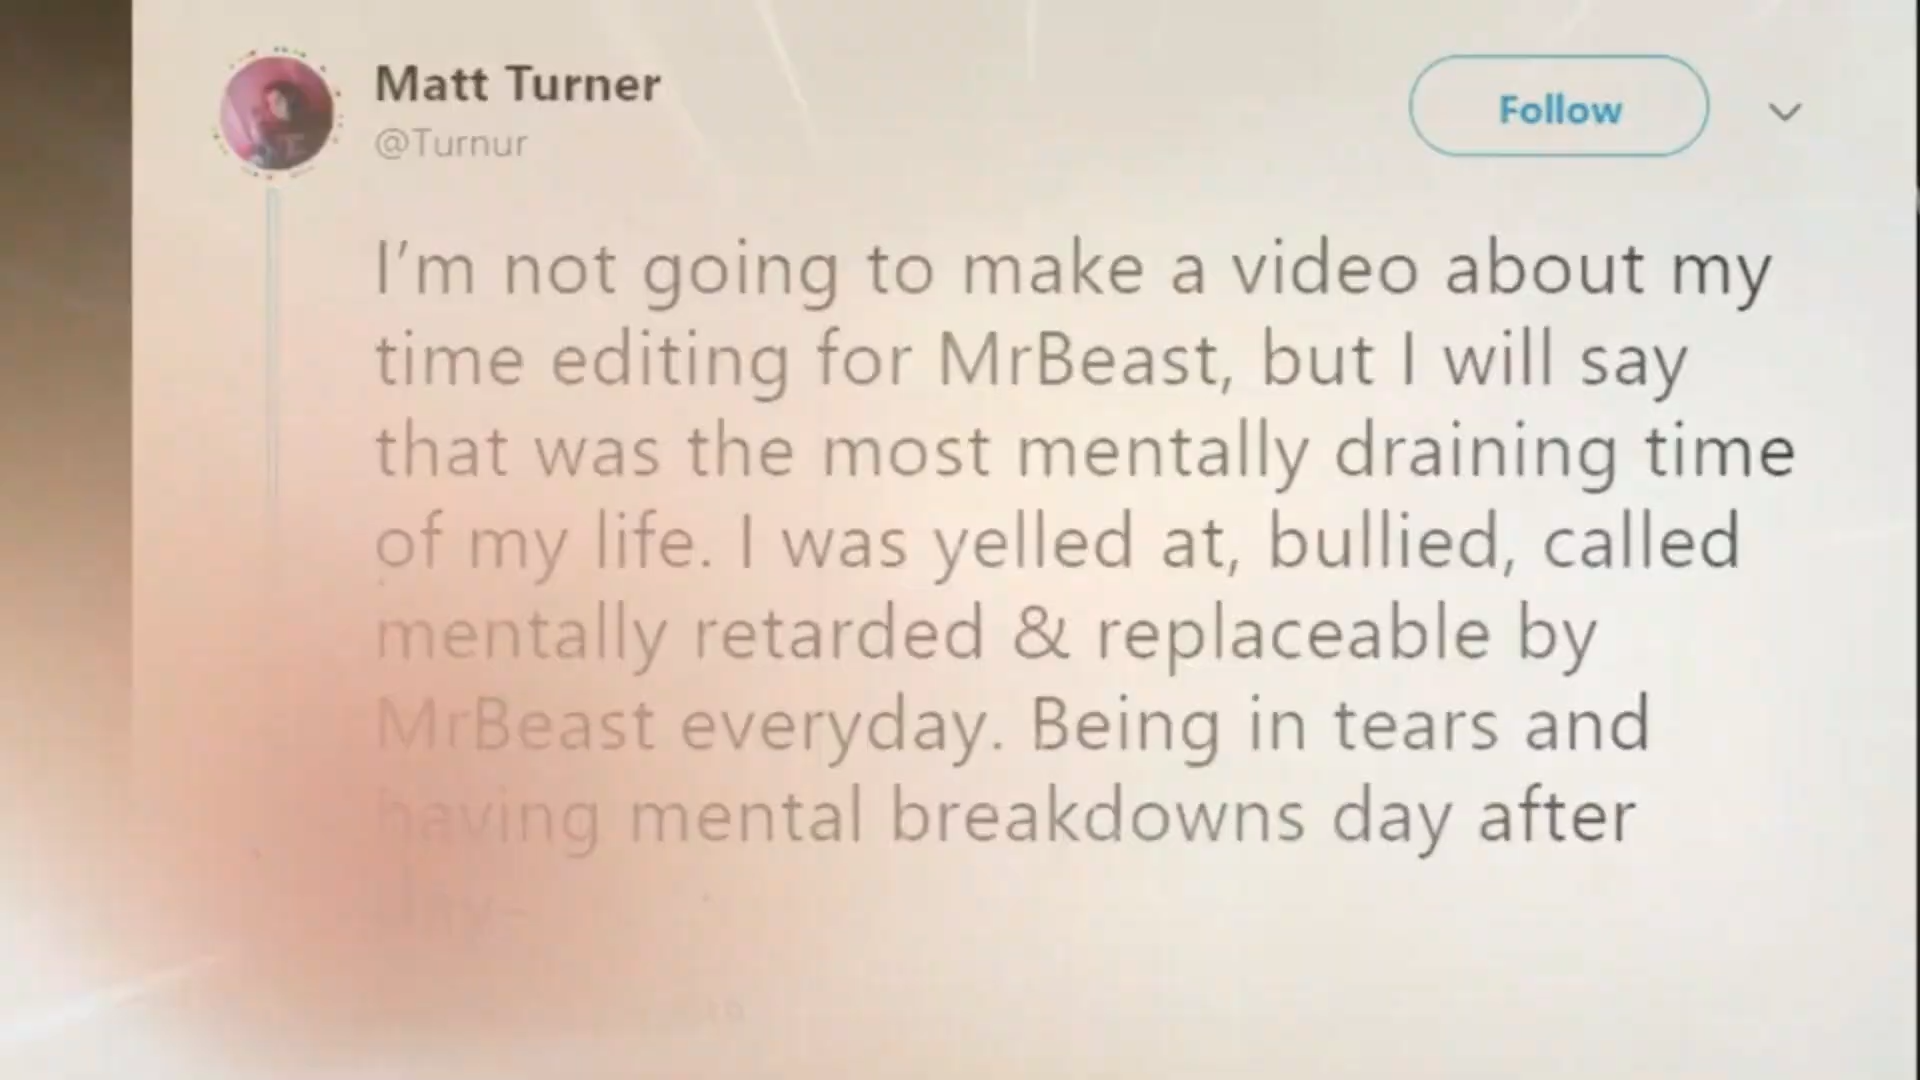 Matt Turner
@Turnur
Follow
I'm not going to make a video about my
time editing for MrBeast, but I will say
that was the most mentally draining time
of my life. I was yelled at, bullied, called
mentally retarded & replaceable by
MrBeast everyday. Being in tears and
having mental breakdowns day after